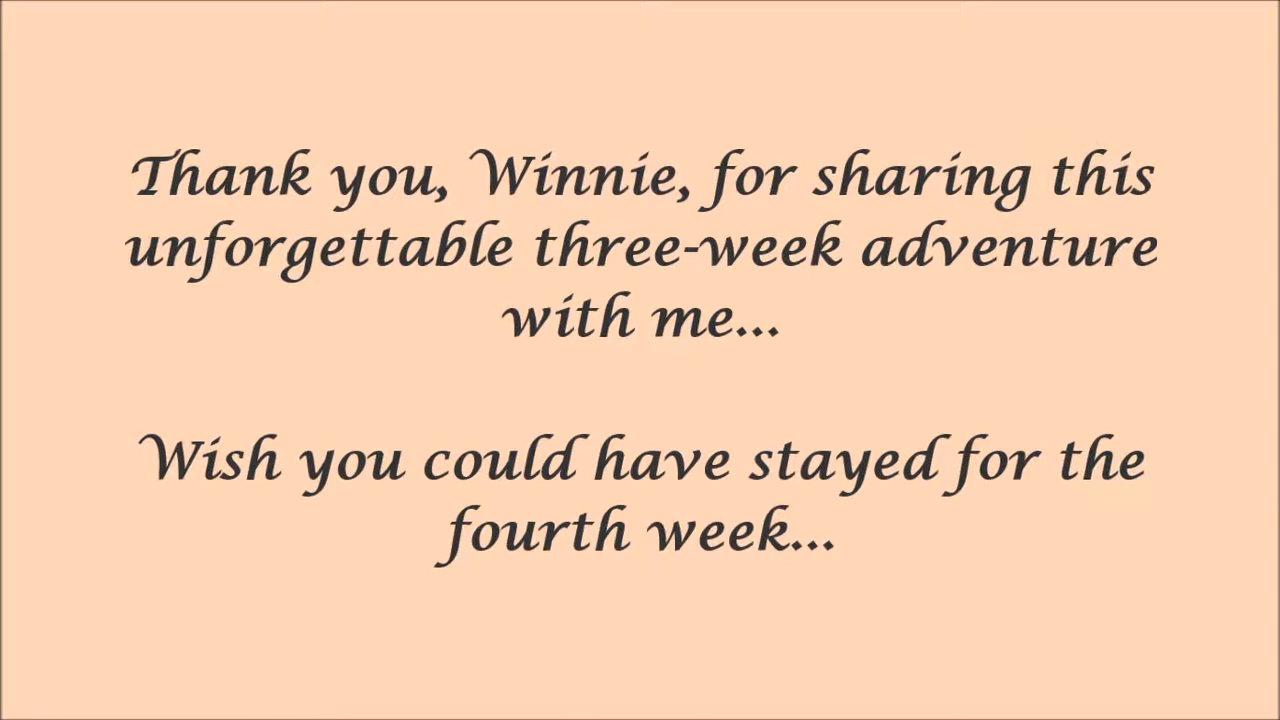 Thank you, Winnie, for sharing this
unforgettable three-week adventure
with me...
Wish you could have stayed for the
fourth week...